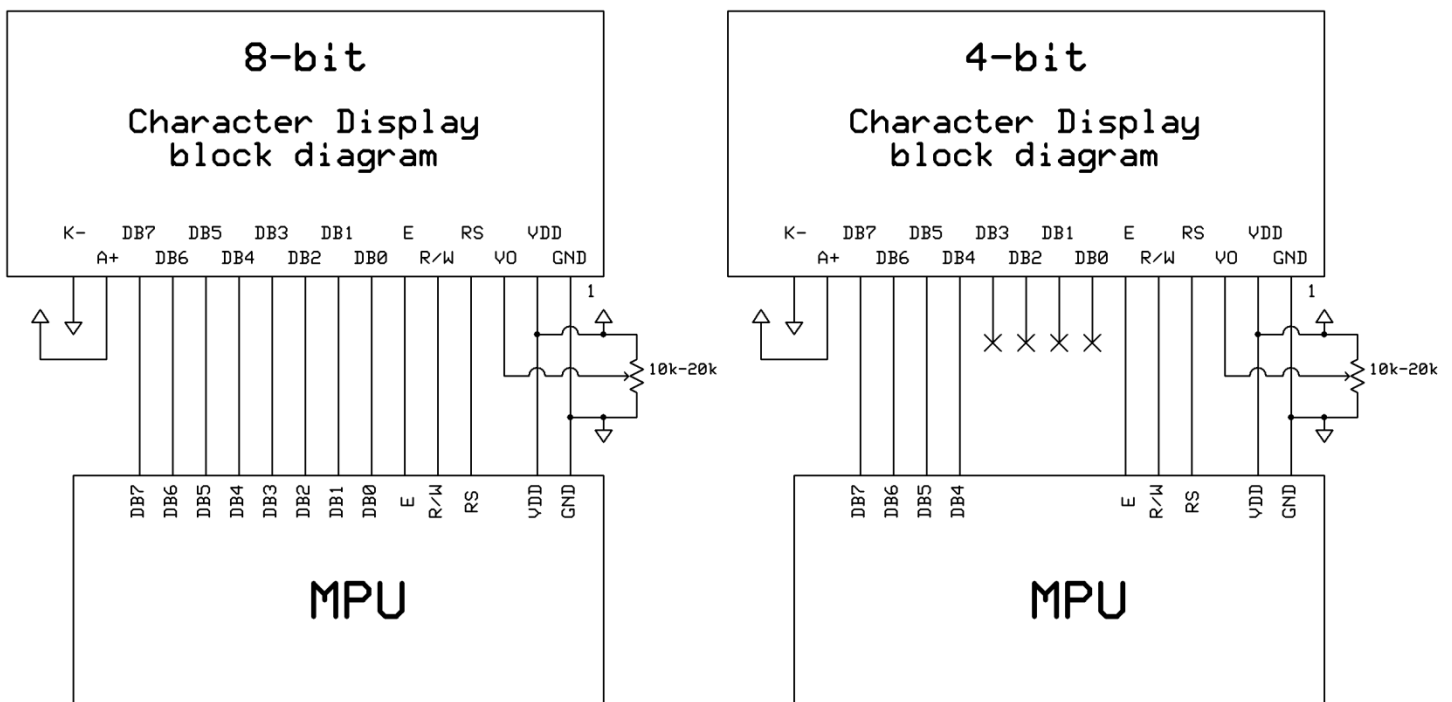 8-bit
Character Display
block diagram
K- DB7 DB5 DB3 DB1 E RS VDD
A+ DB6 DB4 DB2 DB0 R/W VO GND
1
10k-20k
DB7 DB6 DB5 DB4 DB3 DB2 DB1 DB0 E R/W RS VDD GND
MPU
4-bit
Character Display
block diagram
K- DB7 DB5 DB3 DB1 E RS VDD
A+ DB6 DB4 DB2 DB0 R/W VO GND
1
10k-20k
DB7 DB6 DB5 DB4 E R/W RS VDD GND
MPU